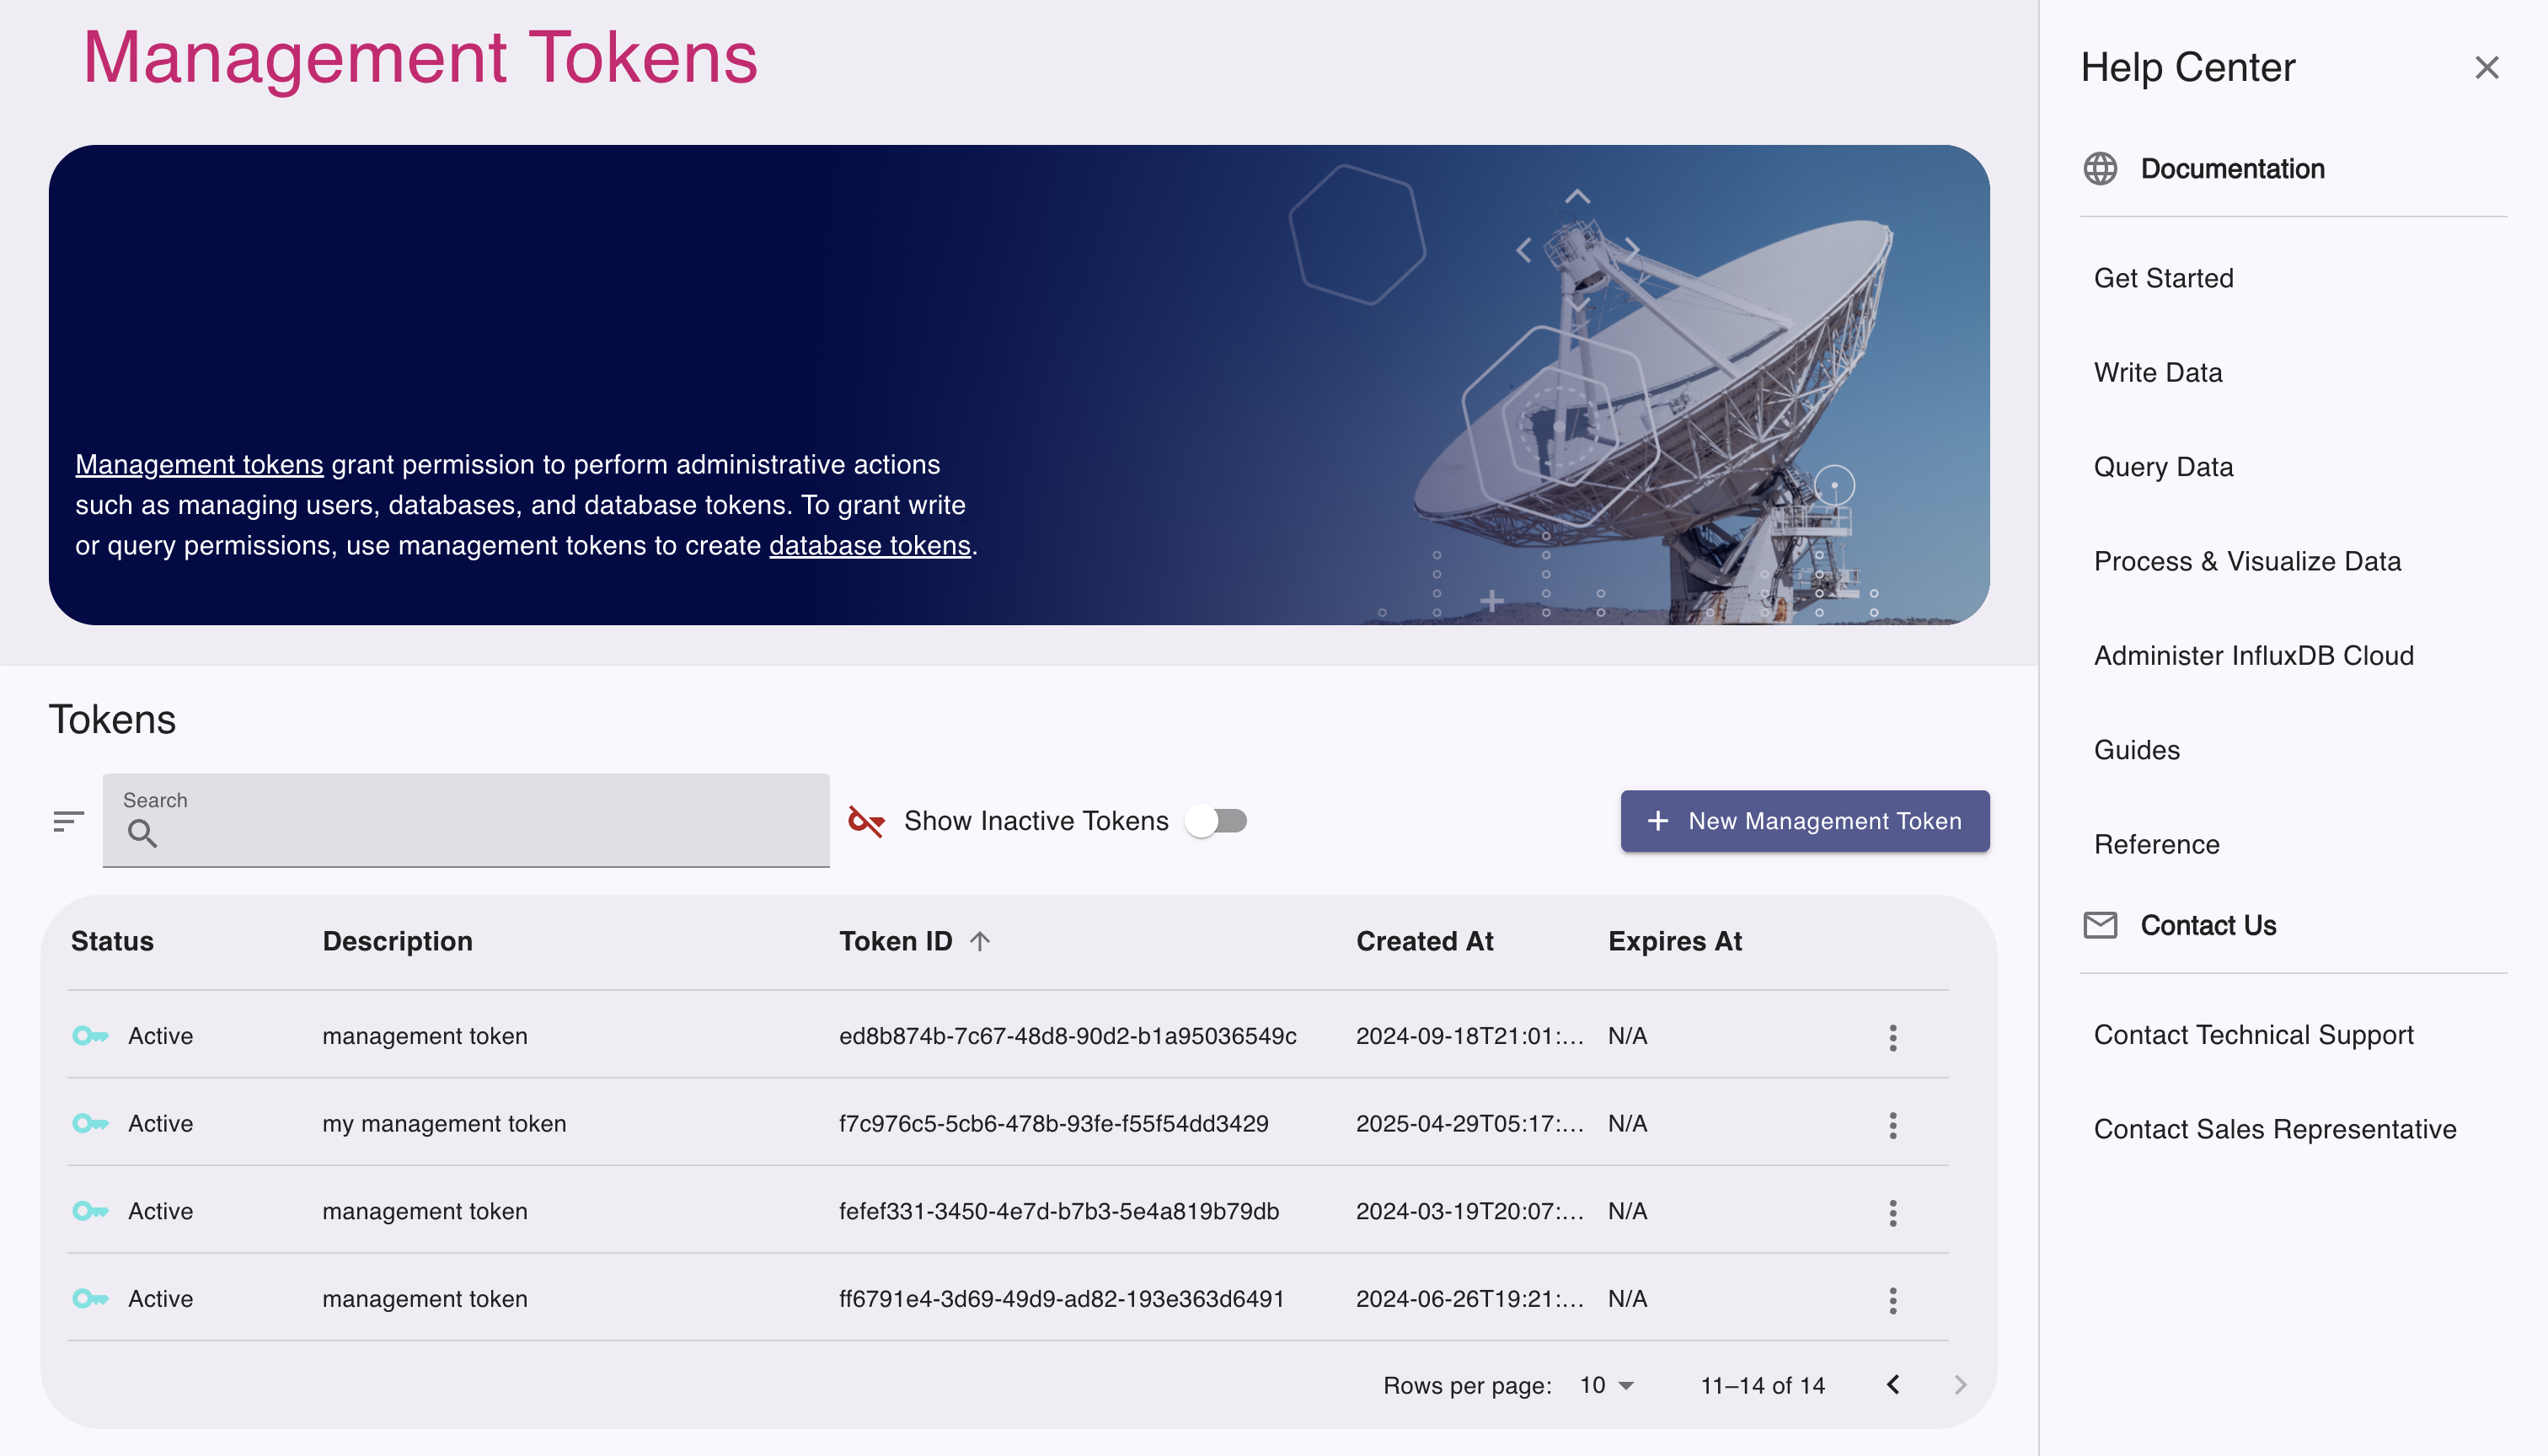 Management Tokens
Management tokens grant permission to perform administrative actions
such as managing users, databases, and database tokens. To grant write
or query permissions, use management tokens to create database tokens.
Tokens
Search
Show Inactive Tokens
New Management Token
Status Description Token ID Created At Expires At
Active management token ed8b874b-7c67-48d8-90d2-b1a95036549c 2024-09-18T21:01:... N/A
Active my management token f7c976c5-5cb6-478b-93fe-f55f54dd3429 2025-04-29T05:17:... N/A
Active management token fefef331-3450-4e7d-b7b3-5e4a819b79db 2024-03-19T20:07:... N/A
Active management token ff6791e4-3d69-49d9-ad82-193e363d6491 2024-06-26T19:21:... N/A
Rows per page: 10 11–14 of 14
Help Center
Documentation
Get Started
Write Data
Query Data
Process & Visualize Data
Administer InfluxDB Cloud
Guides
Reference
Contact Us
Contact Technical Support
Contact Sales Representative